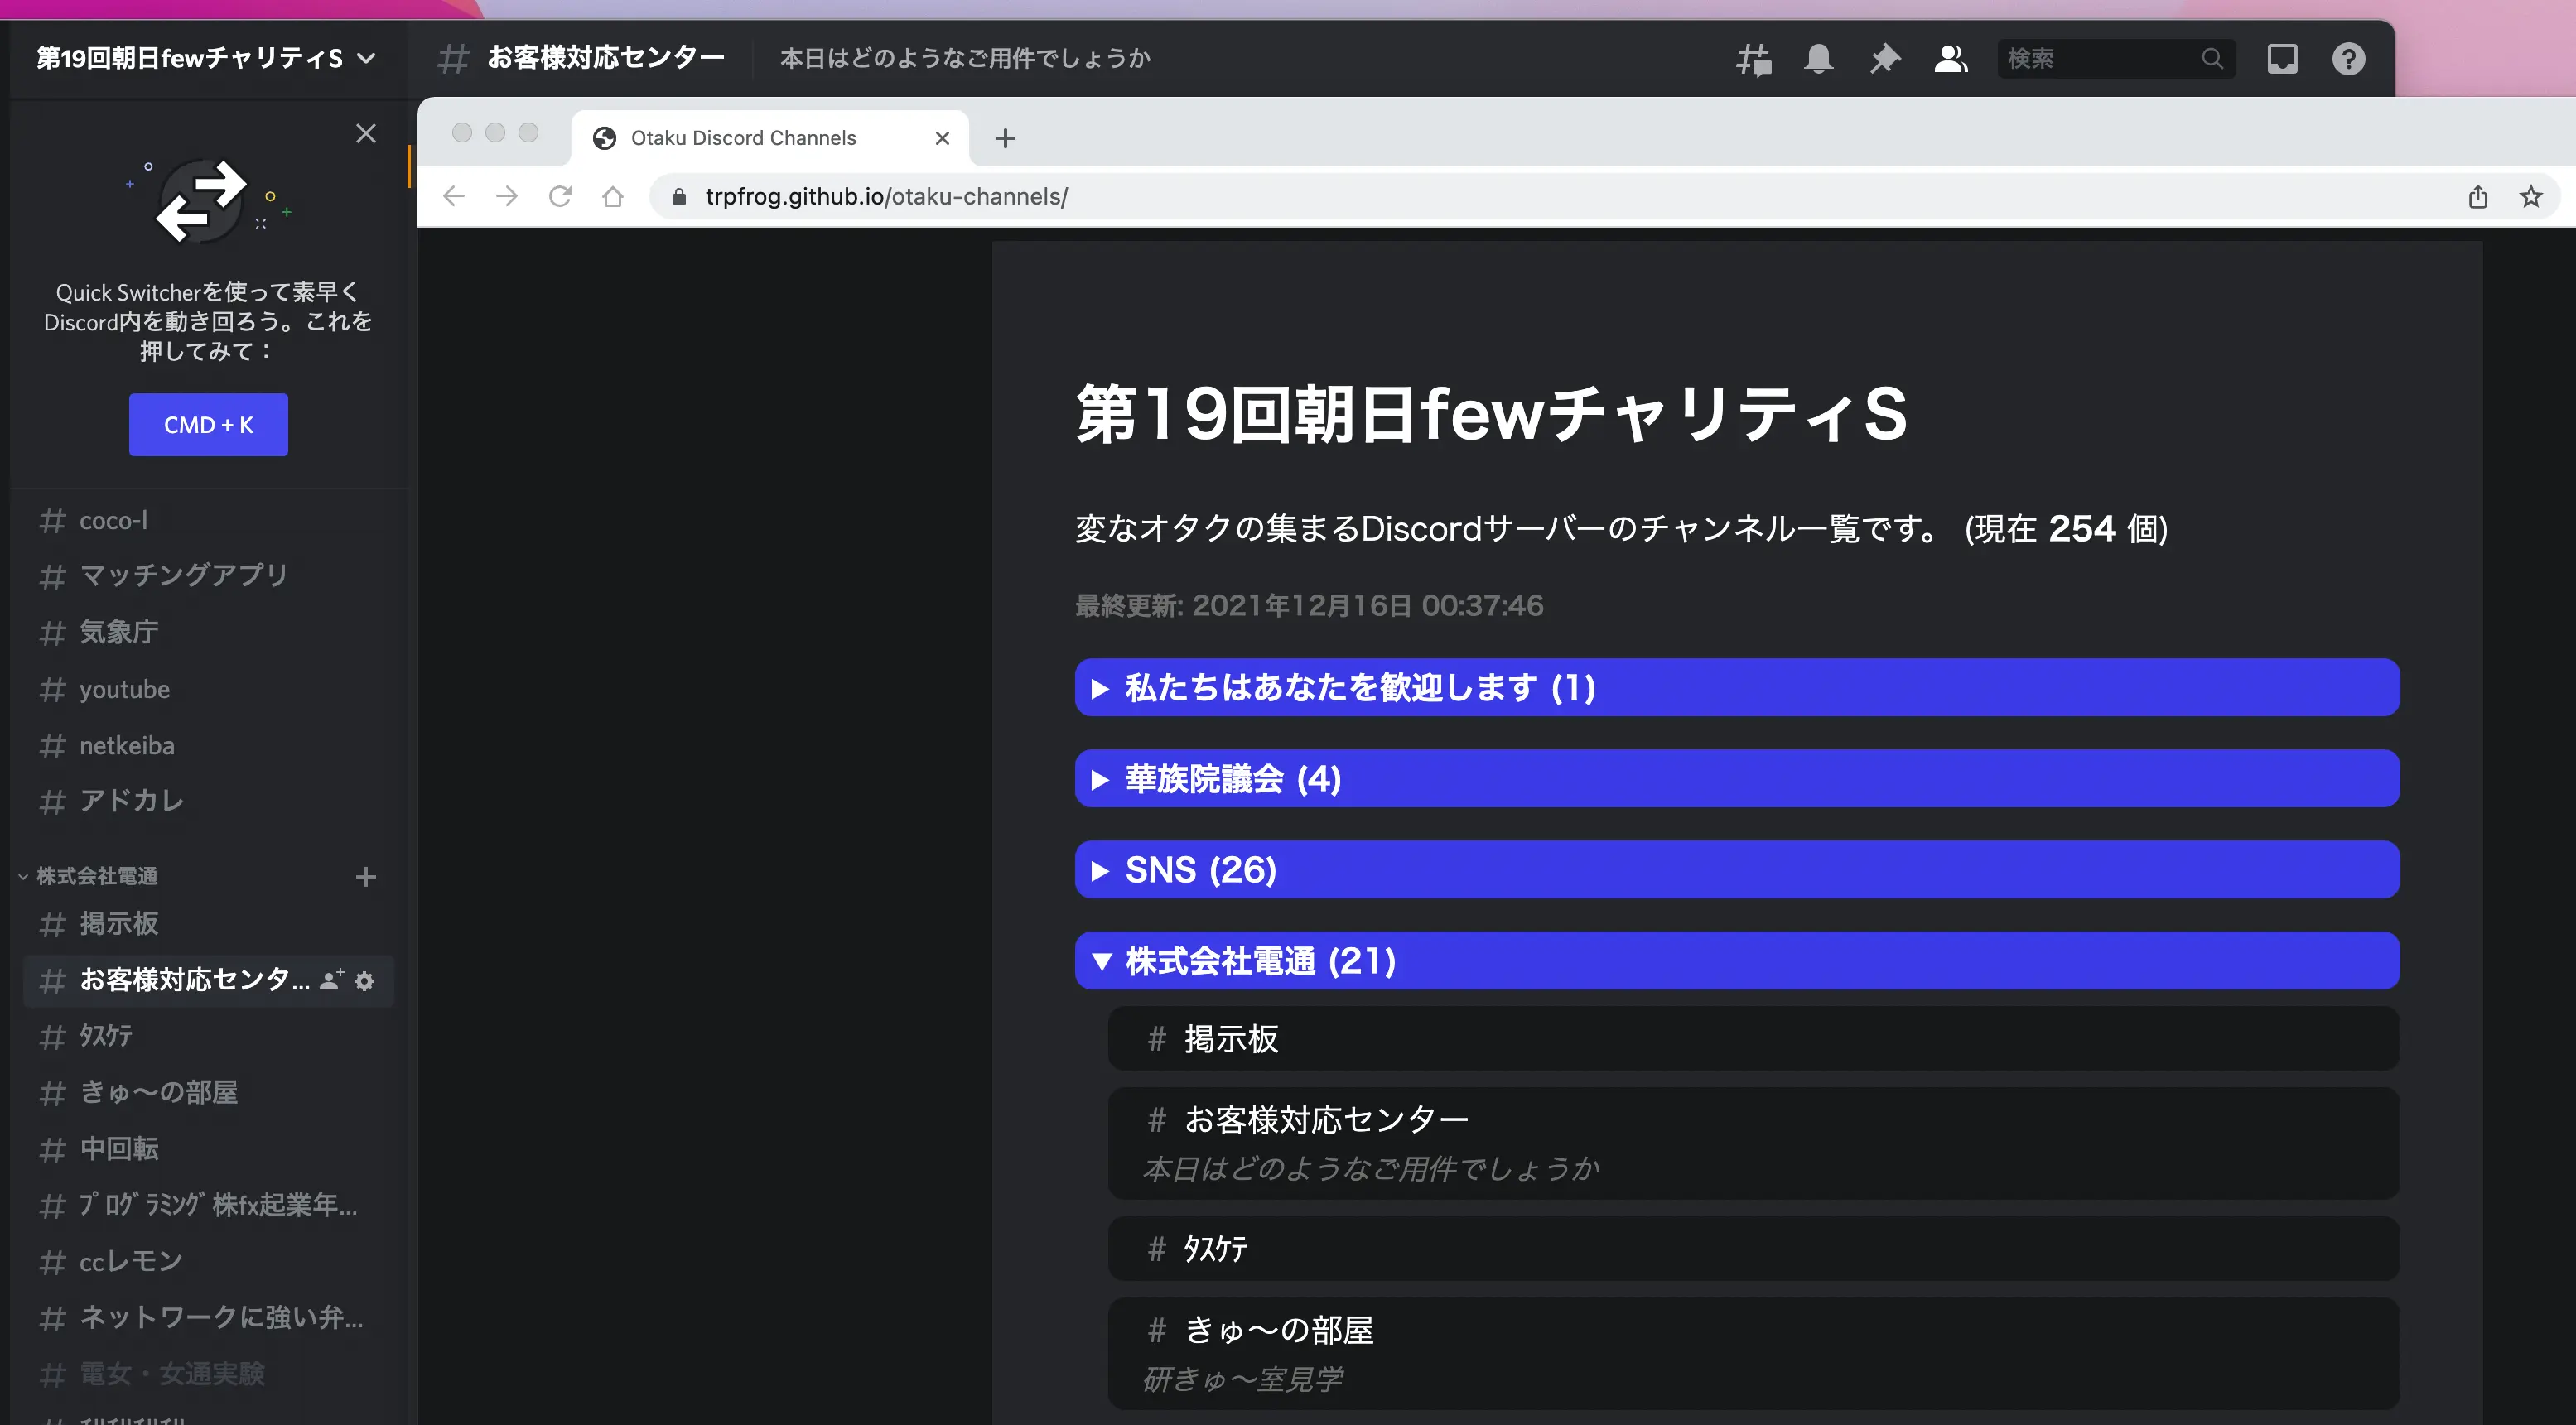 第19回朝日fewチャリティS
# お客様対応センター
本日はどのようなご用件でしょうか
検索
Quick Switcherを使って素早く
Discord内を動き回ろう。これを
押してみて：
CMD + K
# coco-l
# マッチングアプリ
# 気象庁
# youtube
# netkeiba
# アドカレ
株式会社電通
# 掲示板
# お客様対応センタ...
# ﾀｽｹﾃ
# きゅ〜の部屋
# 中回転
# ﾌﾟﾛｸﾞﾗﾐﾝｸﾞ株fx起業年...
# ccレモン
# ネットワークに強い弁...
# 電女・女通実験
Otaku Discord Channels
trpfrog.github.io/otaku-channels/
第19回朝日fewチャリティS
変なオタクの集まるDiscordサーバーのチャンネル一覧です。 (現在 254 個)
最終更新: 2021年12月16日 00:37:46
▶ 私たちはあなたを歓迎します (1)
▶ 華族院議会 (4)
▶ SNS (26)
▼ 株式会社電通 (21)
# 掲示板
# お客様対応センター
本日はどのようなご用件でしょうか
# ﾀｽｹﾃ
# きゅ〜の部屋
研きゅ〜室見学